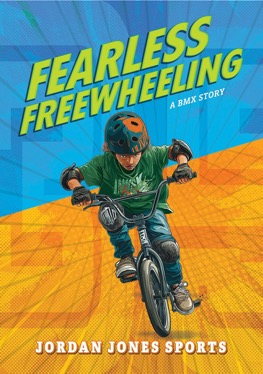 FEARLESS
FREEWHEELING
A BMX STORY
JORDAN JONES SPORTS